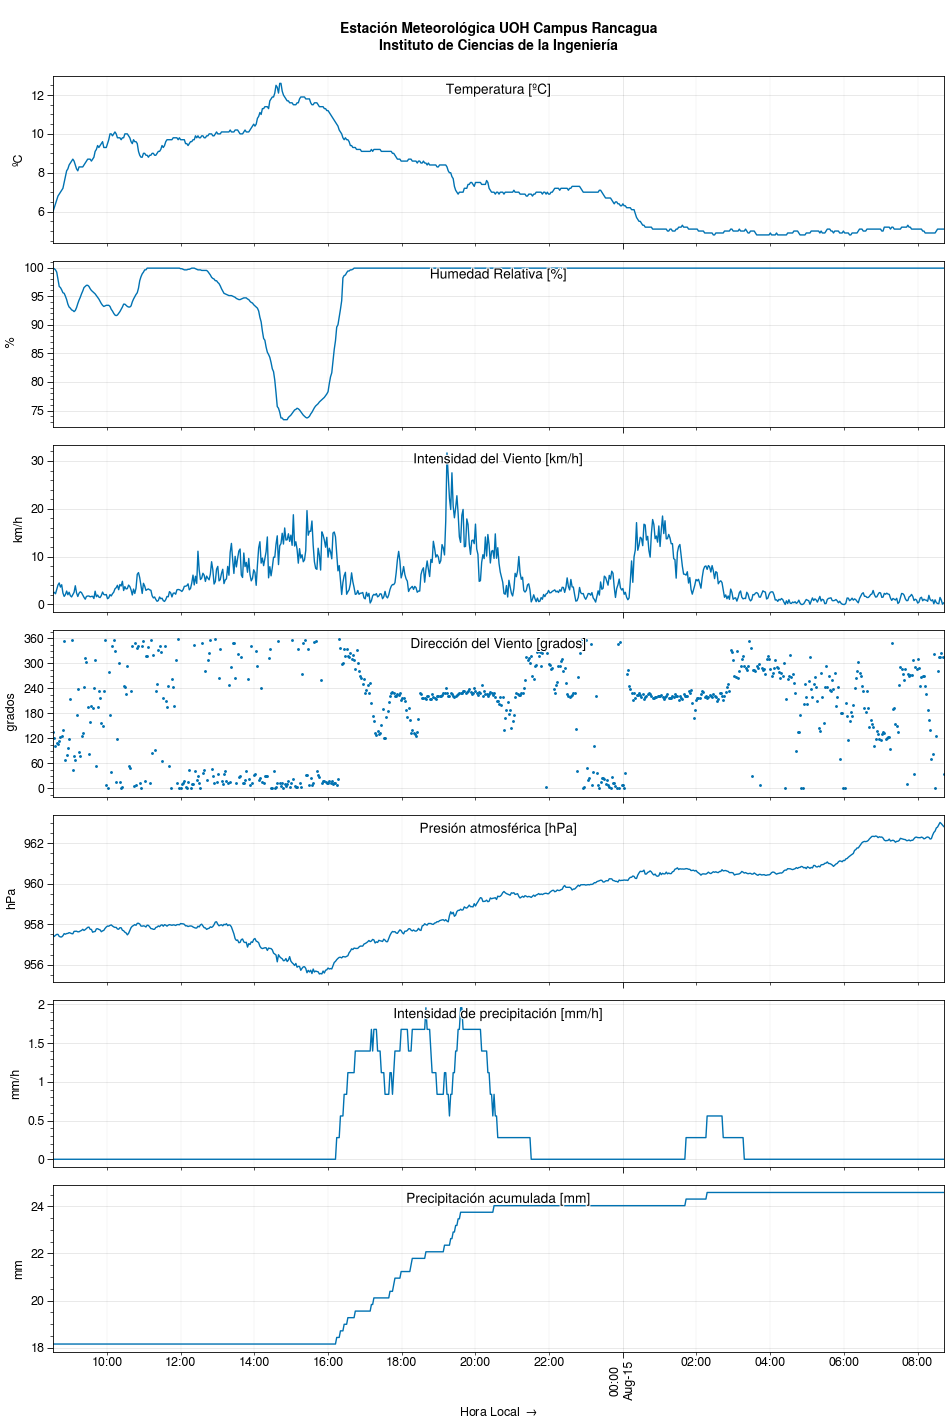 Estación Meteorológica UOH Campus Rancagua
Instituto de Ciencias de la Ingeniería
Temperatura [ºC]
ºC
12
10
8
6
Humedad Relativa [%]
%
100
95
90
85
80
75
Intensidad del Viento [km/h]
km/h
30
20
10
0
Dirección del Viento [grados]
grados
360
300
240
180
120
60
0
Presión atmosférica [hPa]
hPa
962
960
958
956
Intensidad de precipitación [mm/h]
mm/h
2
1.5
1
0.5
0
Precipitación acumulada [mm]
mm
24
22
20
18
10:00 12:00 14:00 16:00 18:00 20:00 22:00 00:00 02:00 04:00 06:00 08:00
Aug-15
Hora Local →